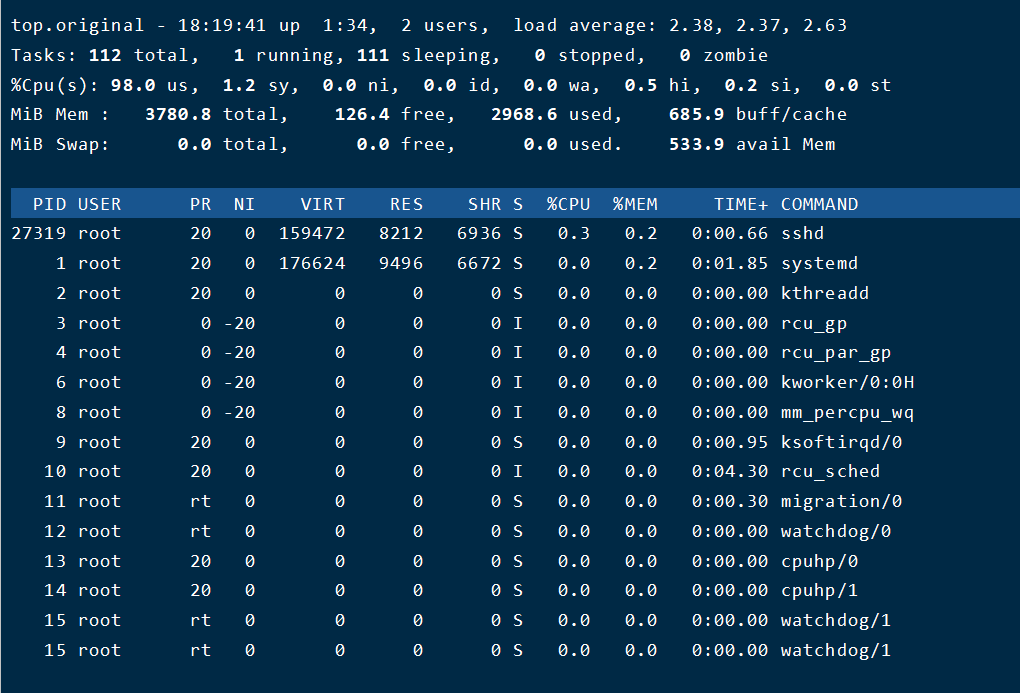 top.original - 18:19:41 up  1:34,  2 users,  load average: 2.38, 2.37, 2.63
Tasks: 112 total,   1 running, 111 sleeping,   0 stopped,   0 zombie
%Cpu(s): 98.0 us,  1.2 sy,  0.0 ni,  0.0 id,  0.0 wa,  0.5 hi,  0.2 si,  0.0 st
MiB Mem :   3780.8 total,    126.4 free,   2968.6 used,    685.9 buff/cache
MiB Swap:      0.0 total,      0.0 free,      0.0 used.    533.9 avail Mem
  PID USER      PR  NI    VIRT    RES    SHR S  %CPU  %MEM     TIME+ COMMAND
27319 root      20   0  159472   8212   6936 S   0.3   0.2   0:00.66 sshd
    1 root      20   0  176624   9496   6672 S   0.0   0.2   0:01.85 systemd
    2 root      20   0       0      0      0 S   0.0   0.0   0:00.00 kthreadd
    3 root       0 -20       0      0      0 I   0.0   0.0   0:00.00 rcu_gp
    4 root       0 -20       0      0      0 I   0.0   0.0   0:00.00 rcu_par_gp
    6 root       0 -20       0      0      0 I   0.0   0.0   0:00.00 kworker/0:0H
    8 root       0 -20       0      0      0 I   0.0   0.0   0:00.00 mm_percpu_wq
    9 root      20   0       0      0      0 S   0.0   0.0   0:00.95 ksoftirqd/0
   10 root      20   0       0      0      0 I   0.0   0.0   0:04.30 rcu_sched
   11 root      rt   0       0      0      0 S   0.0   0.0   0:00.30 migration/0
   12 root      rt   0       0      0      0 S   0.0   0.0   0:00.00 watchdog/0
   13 root      20   0       0      0      0 S   0.0   0.0   0:00.00 cpuhp/0
   14 root      20   0       0      0      0 S   0.0   0.0   0:00.00 cpuhp/1
   15 root      rt   0       0      0      0 S   0.0   0.0   0:00.00 watchdog/1
   15 root      rt   0       0      0      0 S   0.0   0.0   0:00.00 watchdog/1